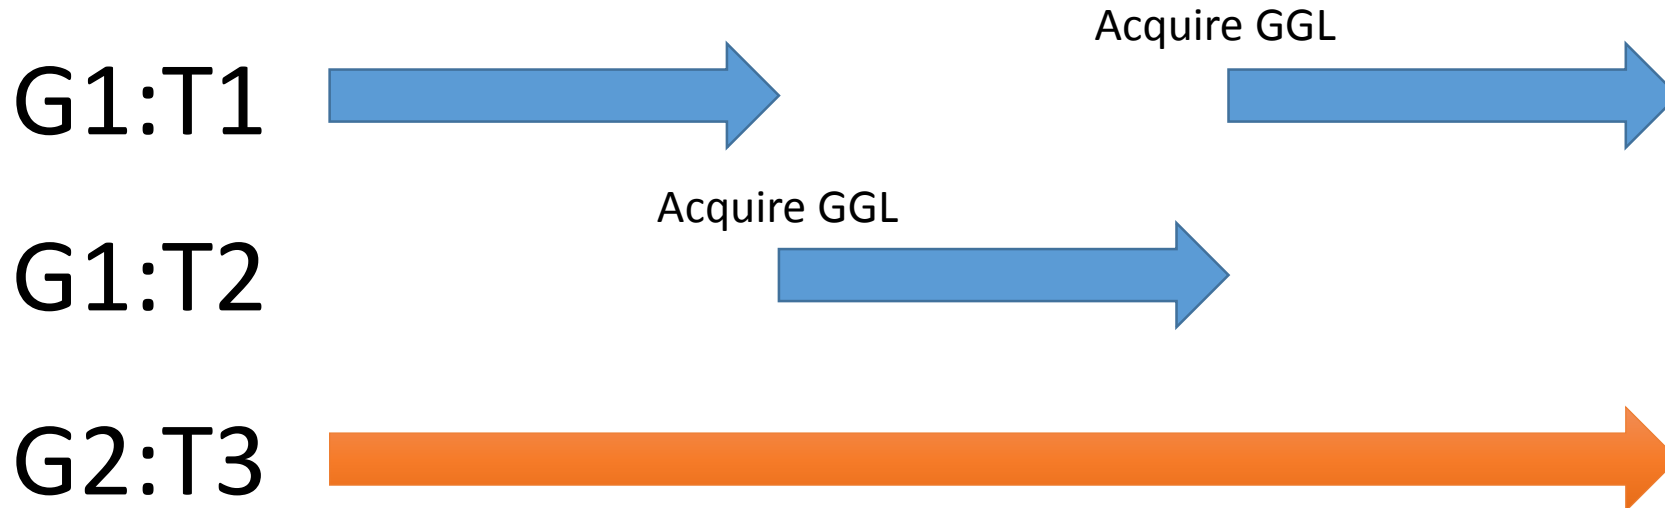 Acquire GGL
G1:T1
Acquire GGL
G1:T2
G2:T3